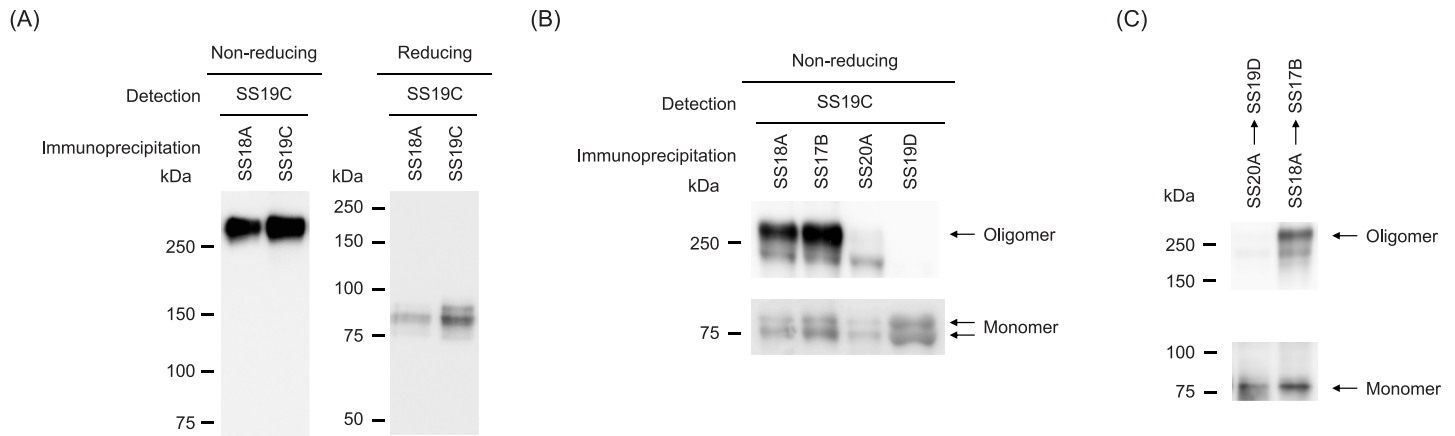 (A)
Non-reducing
Reducing
Detection
SS19C
SS19C
Immunoprecipitation
SS18A
SS19C
SS18A
SS19C
kDa
250
150
100
75
kDa
250
150
100
75
50
(B)
Non-reducing
Detection
SS19C
Immunoprecipitation
SS18A
SS17B
SS20A
SS19D
kDa
250
← Oligomer
75
← Monomer
←
(C)
SS20A → SS19D
SS18A → SS17B
kDa
250
← Oligomer
150
100
75
← Monomer